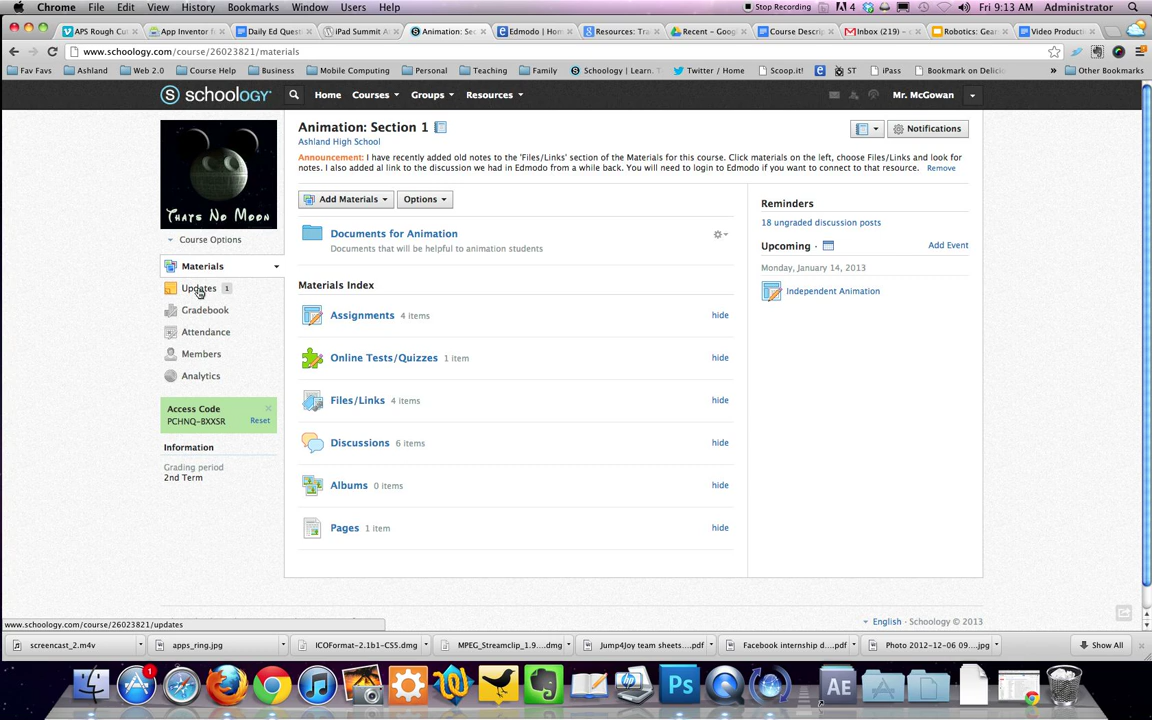 Chrome File Edit View History Bookmarks Window Users Help
Stop Recording 4 Fri 9:13 AM Administrator
APS Rough Cu
App Inventor f
Daily Ed Quest
iPad Summit A
Animation: Sec
Edmodo | Hom
Resources: Tra
Recent - Goog
Course Descrip
Gmail Inbox (219) - c
Robotics: Gear
Video Producti
www.schoology.com/course/26023821/materials
Fav Favs Ashland Web 2.0 Course Help Business Mobile Computing Personal Teaching Family Schoology | Learn. T Twitter / Home Scoop.it! ST iPass Bookmark on Delici » Other Bookmarks
S schoology Home Courses Groups Resources Mr. McGowan
THATS NO MOON
Course Options
Materials
Updates 1
Gradebook
Attendance
Members
Analytics
Access Code
PCHNQ-BXXSR Reset
Information
Grading period
2nd Term
Animation: Section 1
Ashland High School
Notifications
Announcement: I have recently added old notes to the 'Files/Links' section of the Materials for this course. Click materials on the left, choose Files/Links and look for
notes. I also added al link to the discussion we had in Edmodo from a while back. You will need to login to Edmodo if you want to connect to that resource. Remove
Add Materials Options
Documents for Animation
Documents that will be helpful to animation students
Materials Index
Assignments 4 items hide
Online Tests/Quizzes 1 item hide
Files/Links 4 items hide
Discussions 6 items hide
Albums 0 items hide
Pages 1 item hide
Reminders
18 ungraded discussion posts
Upcoming · Add Event
Monday, January 14, 2013
Independent Animation
English · Schoology © 2013
www.schoology.com/course/26023821/updates
screencast_2.m4v
apps_ring.jpg
ICOFormat-2.1b1-CS5.dmg
MPEG_Streamclip_1.9....dmg
Jump4Joy team sheets....pdf
Facebook internship d....pdf
Photo 2012-12-06 09....jpg
Show All
1
Ps
AE